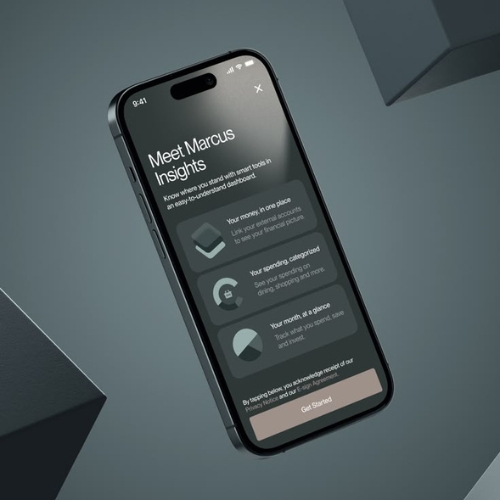 9:41
Meet Marcus
Insights
Know where you stand with smart tools in
an easy-to-understand dashboard.
Your money, in one place
Link your external accounts
to see your financial picture.
Your spending, categorized
See your spending on
dining, shopping and more.
Your month, at a glance
Track what you spend, save
and invest.
By tapping below, you acknowledge receipt of our
Privacy Notice and our E-sign Agreement.
Get Started